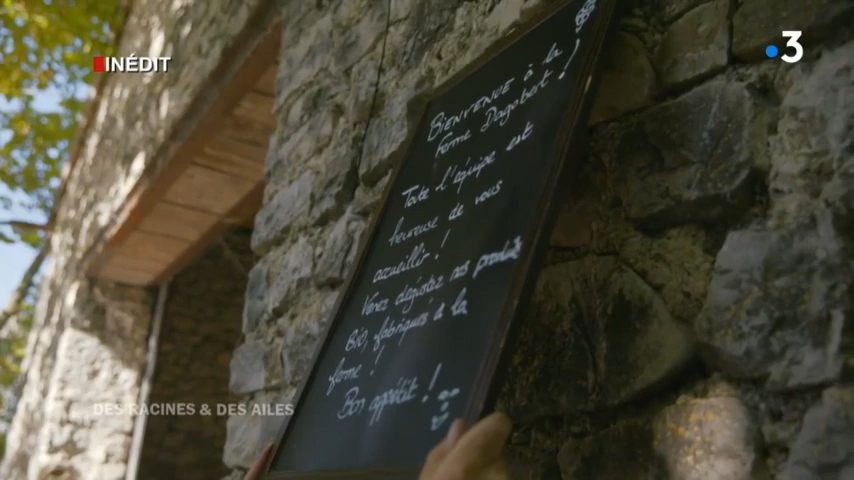 INÉDIT
3
Bienvenue à la
Ferme Dagobert !
Toute l'équipe est
heureuse de vous
accueillir !
Venez déguster nos produits
Bio, fabriqués à la
ferme !
Bon appétit !
DES RACINES & DES AILES